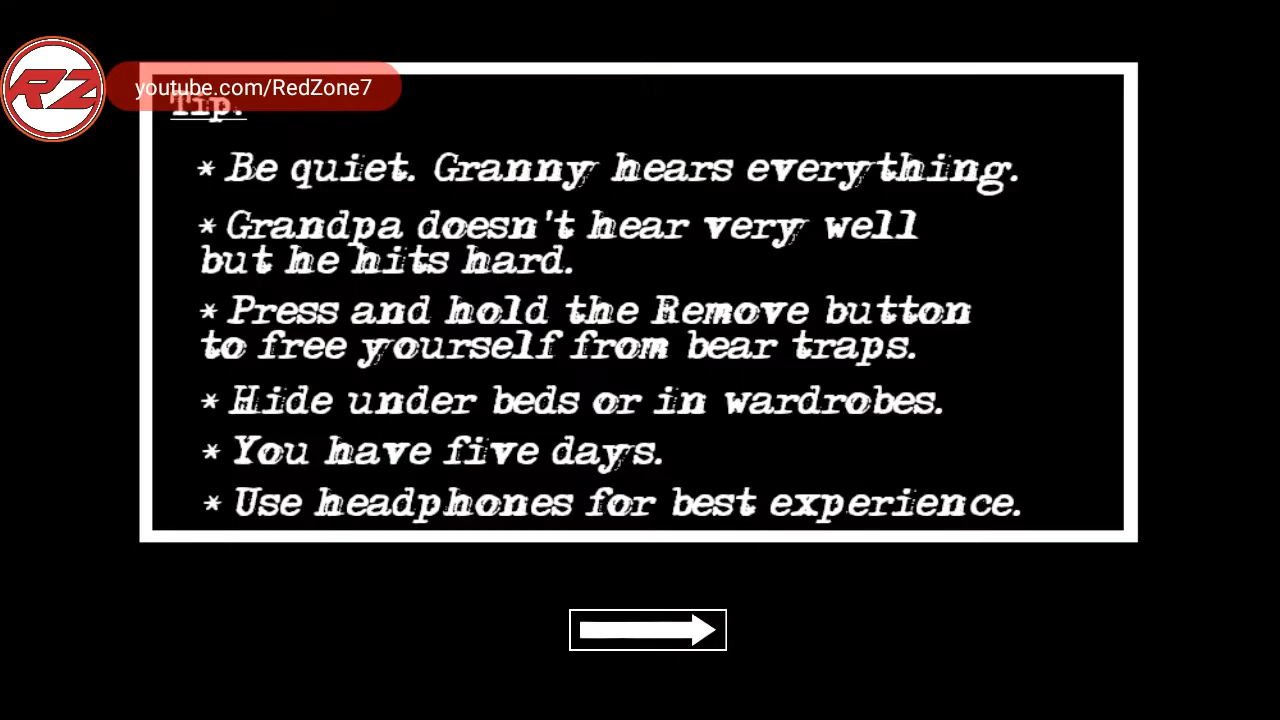 RZ
youtube.com/RedZone7
Tip.
* Be quiet. Granny hears everything.
* Grandpa doesn't hear very well
but he hits hard.
* Press and hold the Remove button
to free yourself from bear traps.
* Hide under beds or in wardrobes.
* You have five days.
* Use headphones for best experience.